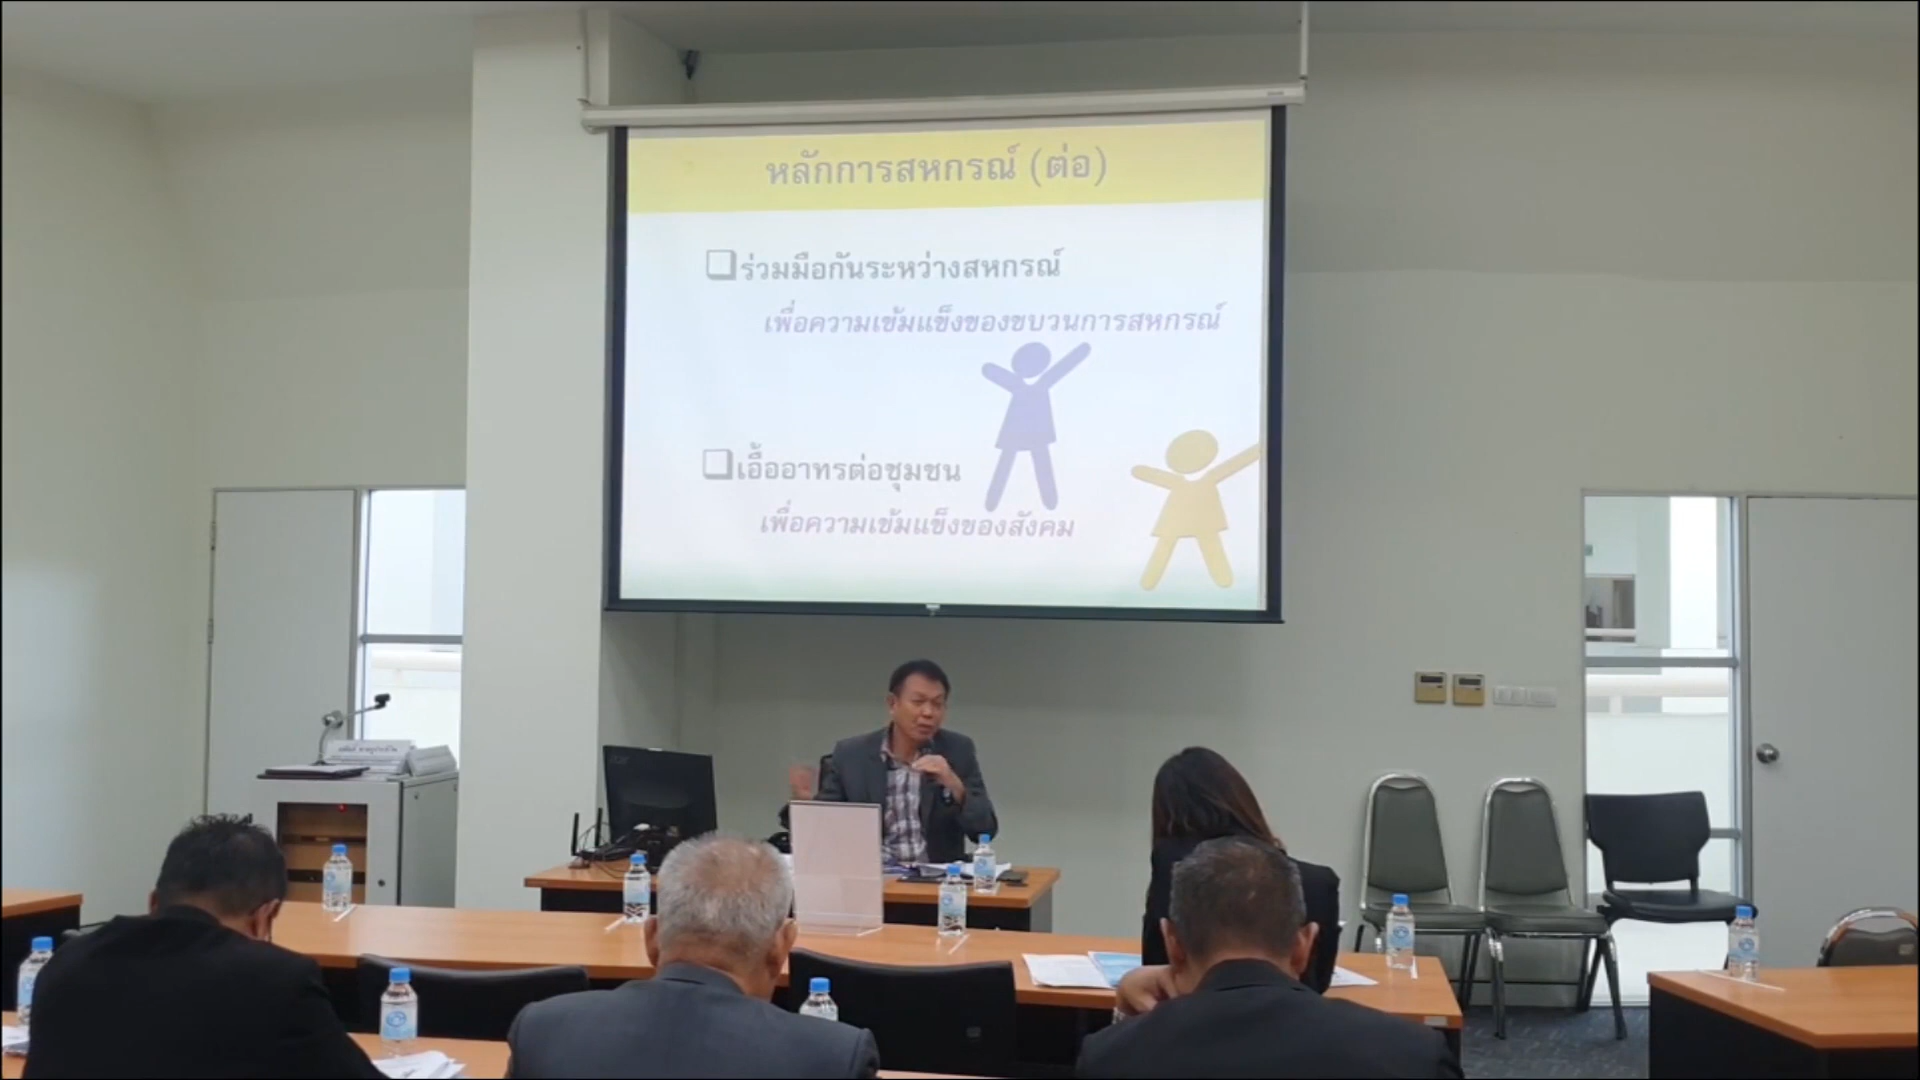 หลักการสหกรณ์ (ต่อ)
ร่วมมือกันระหว่างสหกรณ์
เพื่อความเข้มแข็งของขบวนการสหกรณ์
เอื้ออาทรต่อชุมชน
เพื่อความเข้มแข็งของสังคม